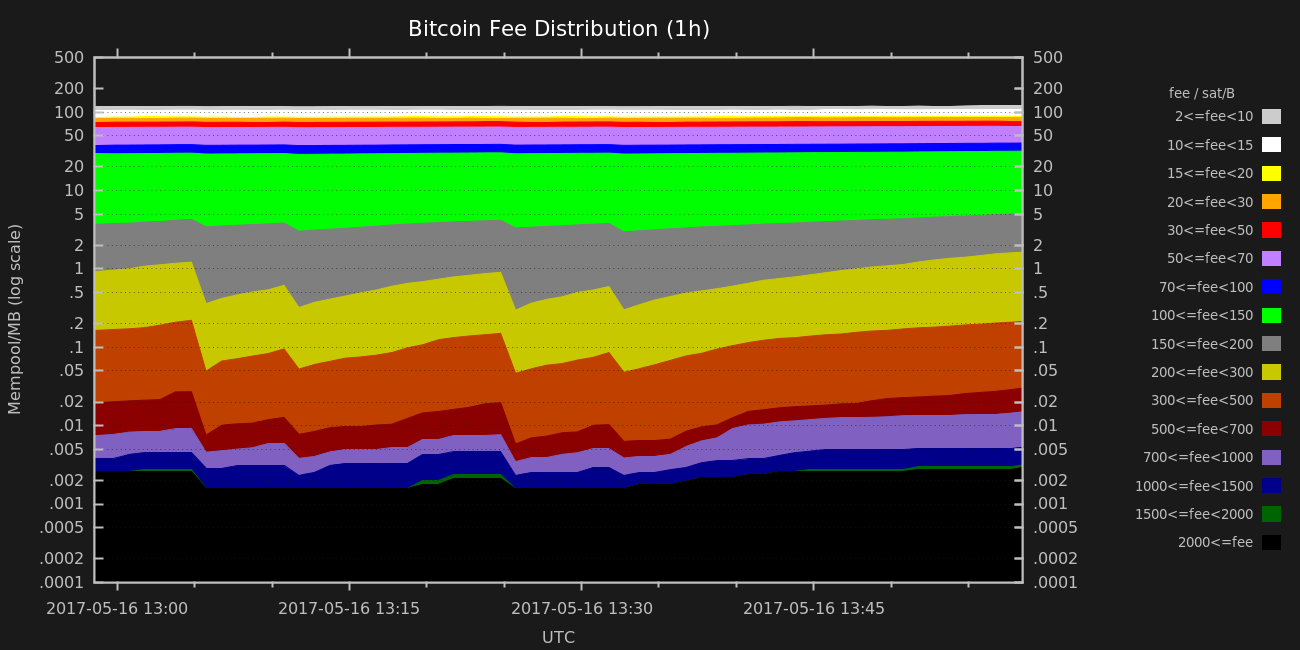 Bitcoin Fee Distribution (1h)
Mempool/MB (log scale)
500
200
100
50
20
10
5
2
1
.5
.2
.1
.05
.02
.01
.005
.002
.001
.0005
.0002
.0001
500
200
100
50
20
10
5
2
1
.5
.2
.1
.05
.02
.01
.005
.002
.001
.0005
.0002
.0001
2017-05-16 13:00 2017-05-16 13:15 2017-05-16 13:30 2017-05-16 13:45
UTC
fee / sat/B
2<=fee<10
10<=fee<15
15<=fee<20
20<=fee<30
30<=fee<50
50<=fee<70
70<=fee<100
100<=fee<150
150<=fee<200
200<=fee<300
300<=fee<500
500<=fee<700
700<=fee<1000
1000<=fee<1500
1500<=fee<2000
2000<=fee